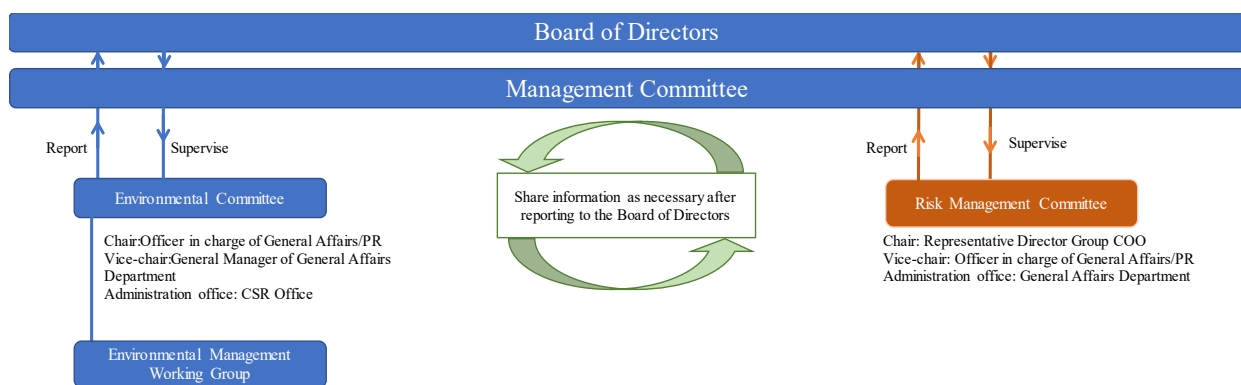 Board of Directors
Management Committee
Report
Supervise
Report
Supervise
Environmental Committee
Share information as necessary after
reporting to the Board of Directors
Risk Management Committee
Chair:Officer in charge of General Affairs/PR
Vice-chair:General Manager of General Affairs
Department
Administration office: CSR Office
Chair: Representative Director Group COO
Vice-chair: Officer in charge of General Affairs/PR
Administration office: General Affairs Department
Environmental Management
Working Group